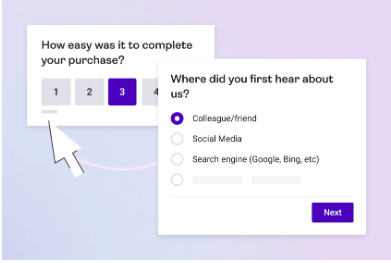 How easy was it to complete
your purchase?
1 2 3 4
Where did you first hear about
us?
Colleague/friend
Social Media
Search engine (Google, Bing, etc)
Next